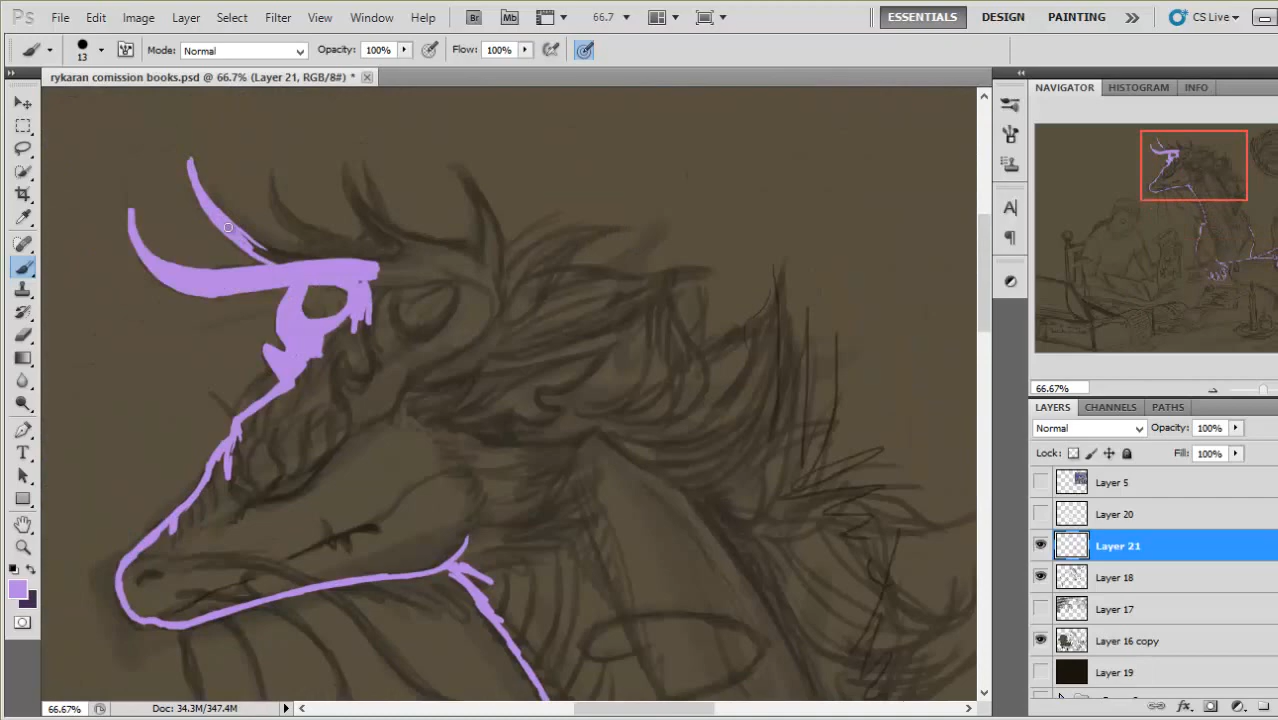 Ps File Edit Image Layer Select Filter View Window Help Br Mb 66.7 ESSENTIALS DESIGN PAINTING CS Live
13 Mode: Normal Opacity: 100% Flow: 100%
rykaran comission books.psd @ 66.7% (Layer 21, RGB/8#) *
NAVIGATOR HISTOGRAM INFO
66.67%
LAYERS CHANNELS PATHS
Normal Opacity: 100%
Lock: Fill: 100%
Layer 5
Layer 20
Layer 21
Layer 18
Layer 17
Layer 16 copy
Layer 19
66.67% Doc: 34.3M/347.4M